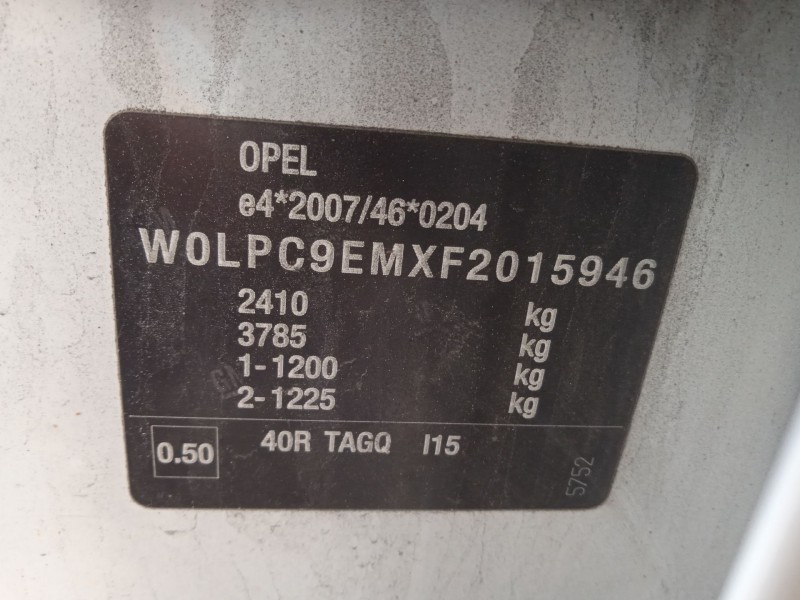 OPEL
e4*2007/46*0204
W0LPC9EMXF2015946
2410 kg
3785 kg
1-1200 kg
2-1225 kg
0.50 40R TAGQ I15
5752